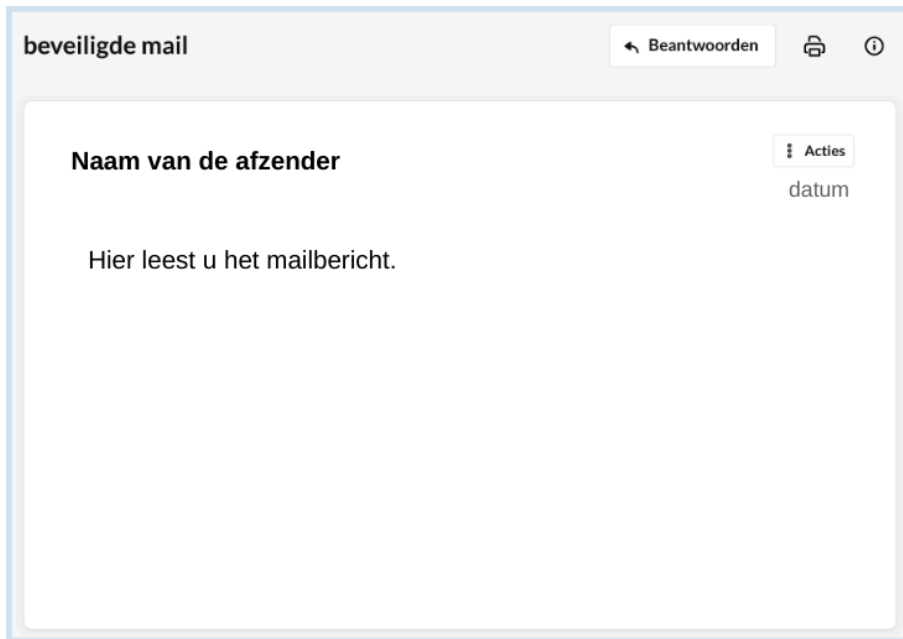 beveiligde mail
Beantwoorden
Naam van de afzender
Acties
datum
Hier leest u het mailbericht.